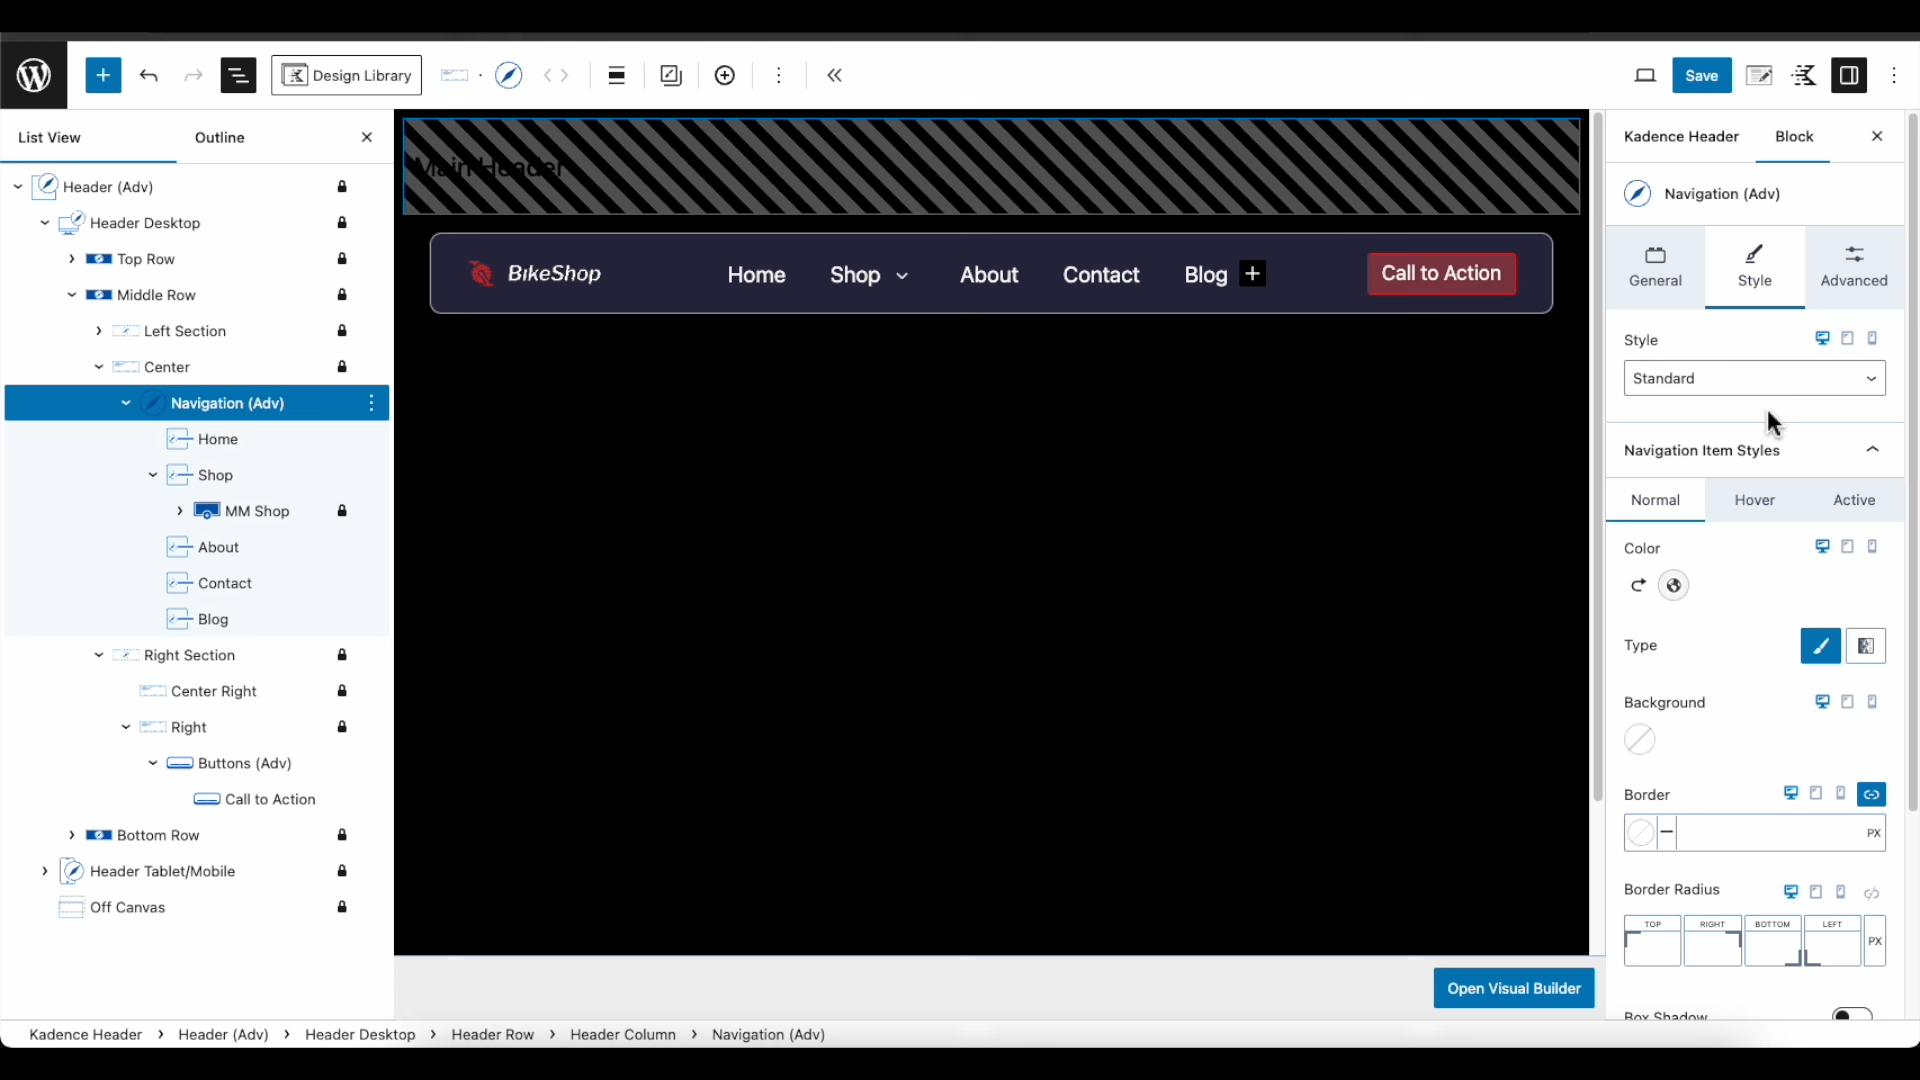 Design Library
Save
List View
Outline
Header (Adv)
Header Desktop
Top Row
Middle Row
Left Section
Center
Navigation (Adv)
Home
Shop
MM Shop
About
Contact
Blog
Right Section
Center Right
Right
Buttons (Adv)
Call to Action
Bottom Row
Header Tablet/Mobile
Off Canvas
Main Header
BikeShop
Home
Shop
About
Contact
Blog
Call to Action
Open Visual Builder
Kadence Header
Block
Navigation (Adv)
General
Style
Advanced
Style
Standard
Navigation Item Styles
Normal
Hover
Active
Color
Type
Background
Border
PX
Border Radius
TOP
RIGHT
BOTTOM
LEFT
PX
Box Shadow
Kadence Header > Header (Adv) > Header Desktop > Header Row > Header Column > Navigation (Adv)